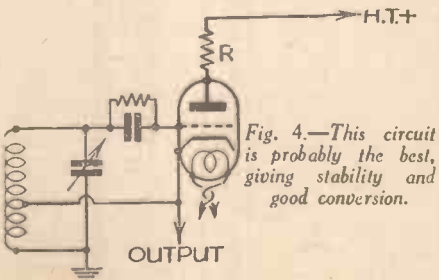 H.T.+
R
Fig. 4.—This circuit
is probably the best,
giving stability and
good conversion.
OUTPUT